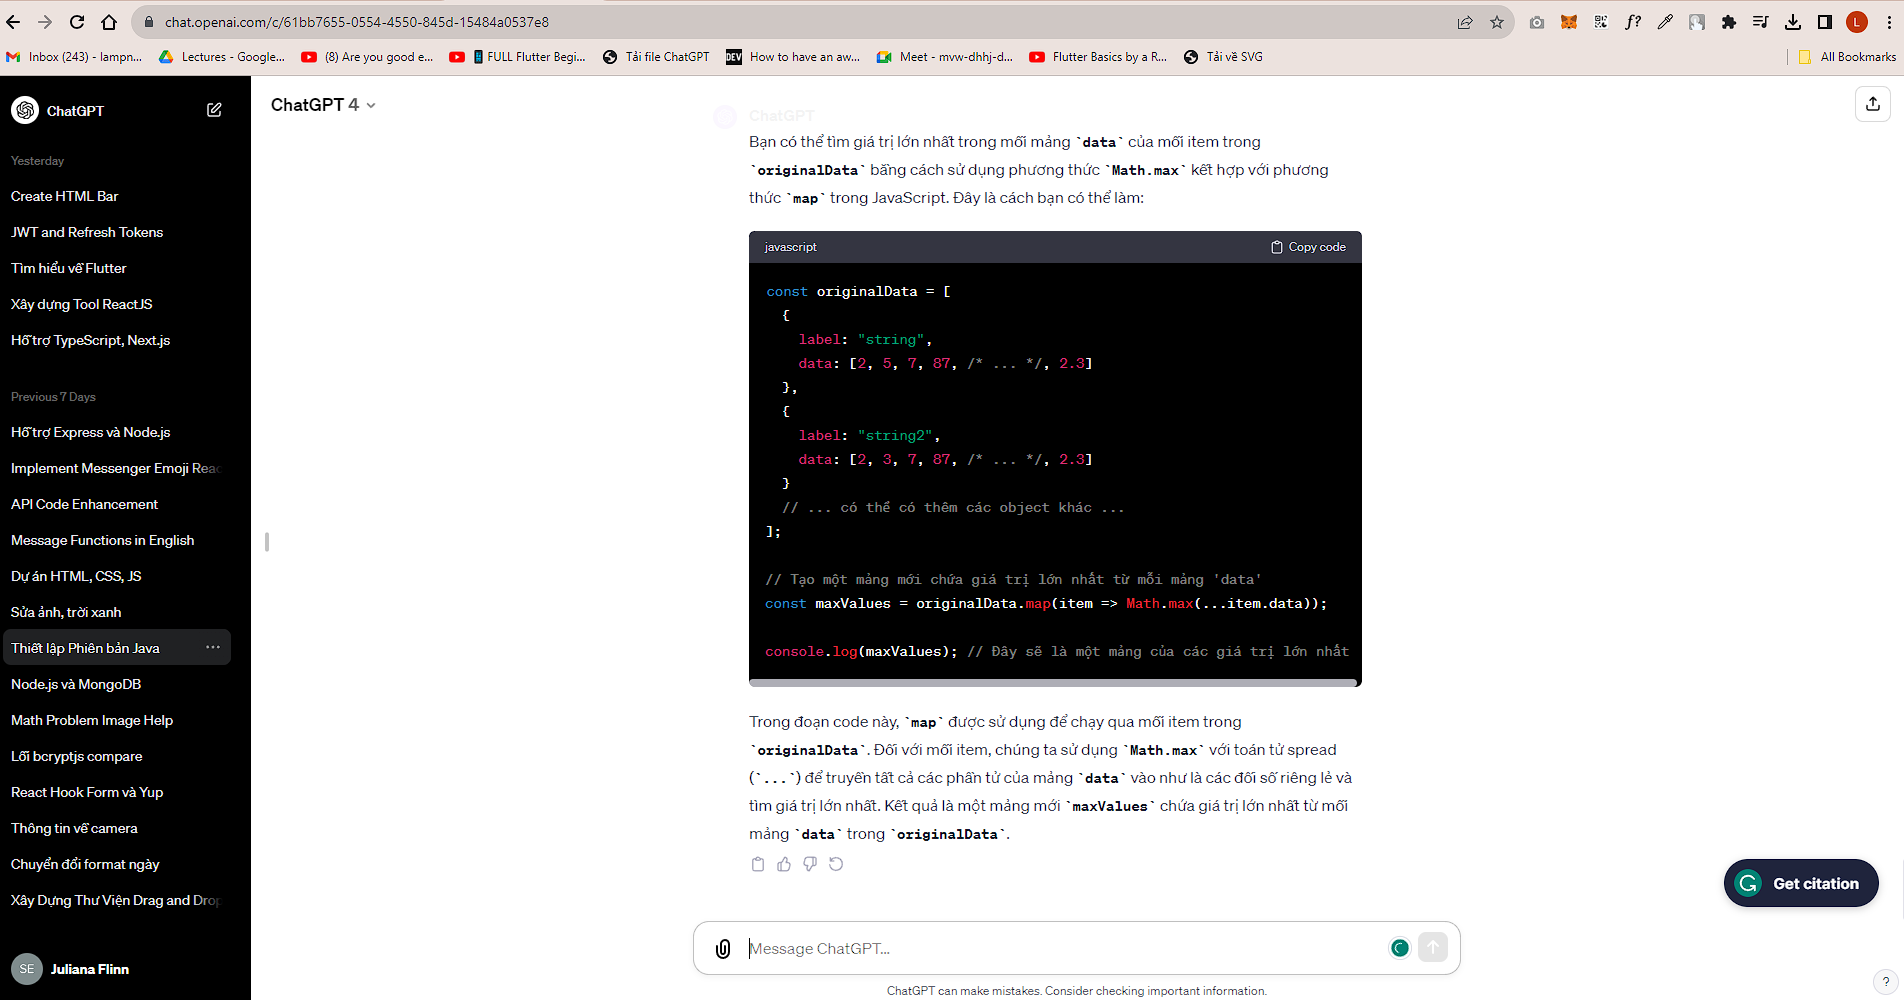 chat.openai.com/c/61bb7655-0554-4550-845d-15484a0537e8
L
Inbox (243) - lampn...
Lectures - Google...
(8) Are you good e...
FULL Flutter Begi...
Tải file ChatGPT
DEV
How to have an aw...
Meet - mvw-dhhj-d...
Flutter Basics by a R...
Tải về SVG
All Bookmarks
ChatGPT
Yesterday
Create HTML Bar
JWT and Refresh Tokens
Tìm hiểu về Flutter
Xây dựng Tool ReactJS
Hỗ trợ TypeScript, Next.js
Previous 7 Days
Hỗ trợ Express và Node.js
Implement Messenger Emoji Reac
API Code Enhancement
Message Functions in English
Dự án HTML, CSS, JS
Sửa ảnh, trời xanh
Thiết lập Phiên bản Java
Node.js và MongoDB
Math Problem Image Help
Lỗi bcryptjs compare
React Hook Form và Yup
Thông tin về camera
Chuyển đổi format ngày
Xây Dựng Thư Viện Drag and Drop
SE
Juliana Flinn
ChatGPT 4
ChatGPT
Bạn có thể tìm giá trị lớn nhất trong mỗi mảng `data` của mỗi item trong
`originalData` bằng cách sử dụng phương thức `Math.max` kết hợp với phương
thức `map` trong JavaScript. Đây là cách bạn có thể làm:
javascript
Copy code
const originalData = [
{
label: "string",
data: [2, 5, 7, 87, /* ... */, 2.3]
},
{
label: "string2",
data: [2, 3, 7, 87, /* ... */, 2.3]
}
// ... có thể có thêm các object khác ...
];
// Tạo một mảng mới chứa giá trị lớn nhất từ mỗi mảng 'data'
const maxValues = originalData.map(item => Math.max(...item.data));
console.log(maxValues); // Đây sẽ là một mảng của các giá trị lớn nhất
Trong đoạn code này, `map` được sử dụng để chạy qua mỗi item trong
`originalData`. Đối với mỗi item, chúng ta sử dụng `Math.max` với toán tử spread
(`...`) để truyền tất cả các phần tử của mảng `data` vào như là các đối số riêng lẻ và
tìm giá trị lớn nhất. Kết quả là một mảng mới `maxValues` chứa giá trị lớn nhất từ mỗi
mảng `data` trong `originalData`.
Get citation
Message ChatGPT...
ChatGPT can make mistakes. Consider checking important information.
?